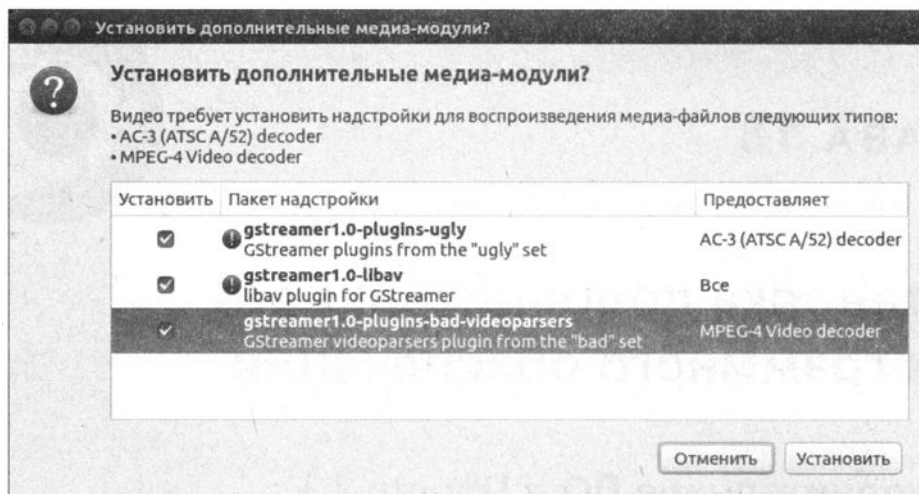 Установить дополнительные медиа-модули?
Установить дополнительные медиа-модули?
Видео требует установить надстройки для воспроизведения медиа-файлов следующих типов:
• AC-3 (ATSC A/52) decoder
• MPEG-4 Video decoder
Установить Пакет надстройки Предоставляет
gstreamer1.0-plugins-ugly
GStreamer plugins from the "ugly" set AC-3 (ATSC A/52) decoder
gstreamer1.0-libav
libav plugin for GStreamer Все
gstreamer1.0-plugins-bad-videoparsers
GStreamer videoparsers plugin from the "bad" set MPEG-4 Video decoder
Отменить Установить